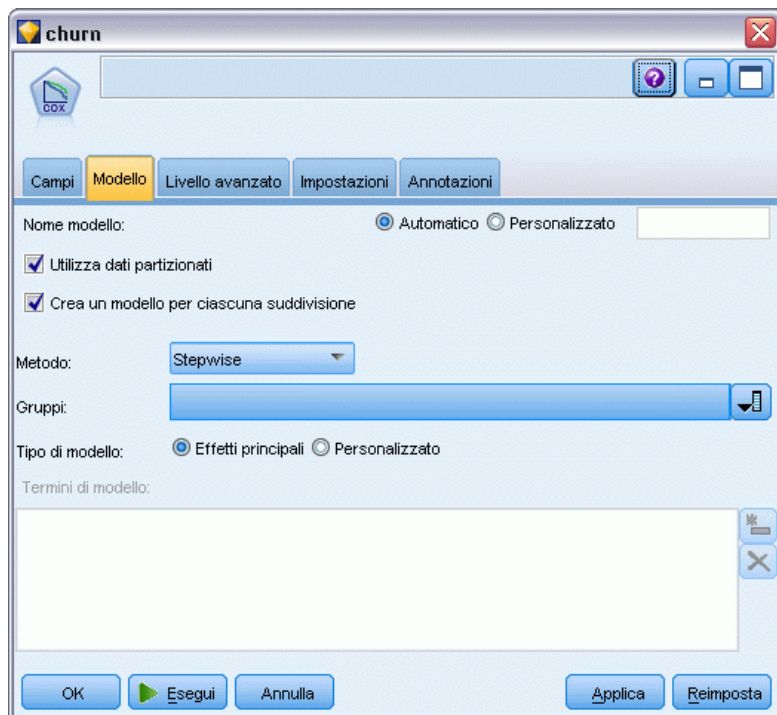 churn
COX
Campi Modello Livello avanzato Impostazioni Annotazioni
Nome modello: Automatico Personalizzato
Utilizza dati partizionati
Crea un modello per ciascuna suddivisione
Metodo: Stepwise
Gruppi:
Tipo di modello: Effetti principali Personalizzato
Termini di modello:
OK Esegui Annulla Applica Reimposta